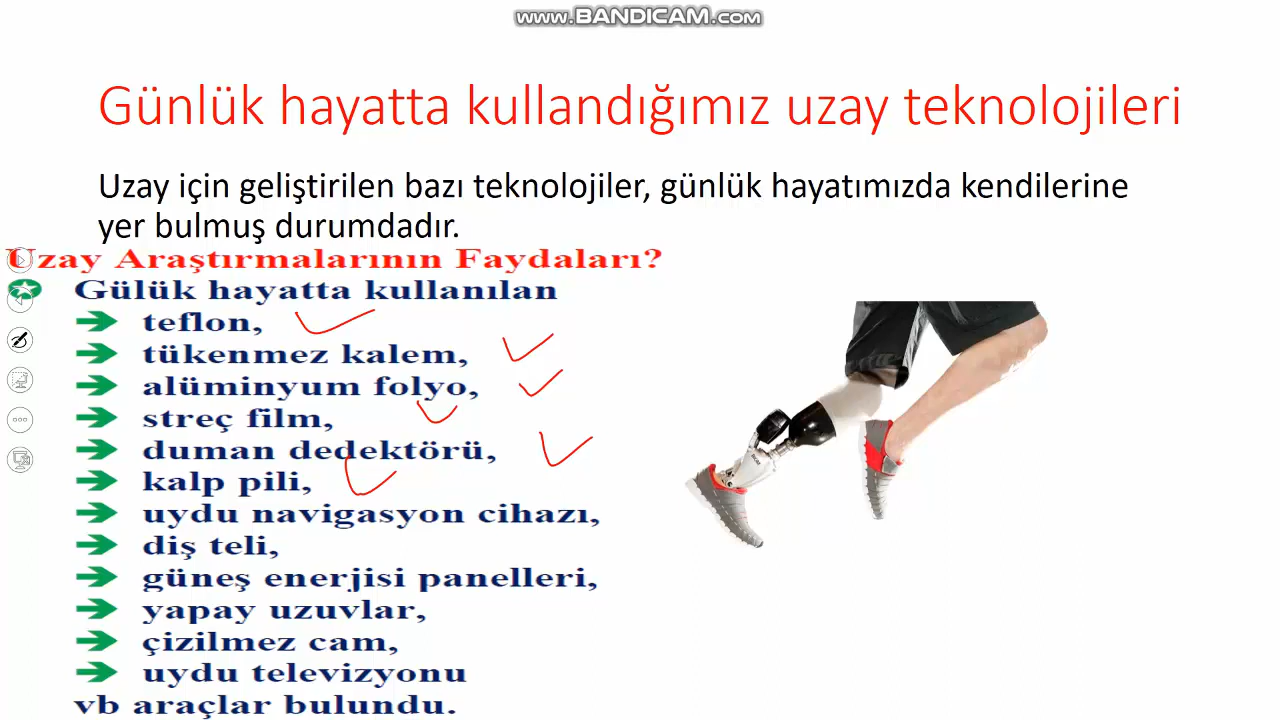 www.BANDICAM.com
Günlük hayatta kullandığımız uzay teknolojileri
Uzay için geliştirilen bazı teknolojiler, günlük hayatımızda kendilerine
yer bulmuş durumdadır.
Uzay Araştırmalarının Faydaları?
Gülük hayatta kullanılan
teflon,
tükenmez kalem,
alüminyum folyo,
streç film,
duman dedektörü,
kalp pili,
uydu navigasyon cihazı,
diş teli,
güneş enerjisi panelleri,
yapay uzuvlar,
çizilmez cam,
uydu televizyonu
vb araçlar bulundu.